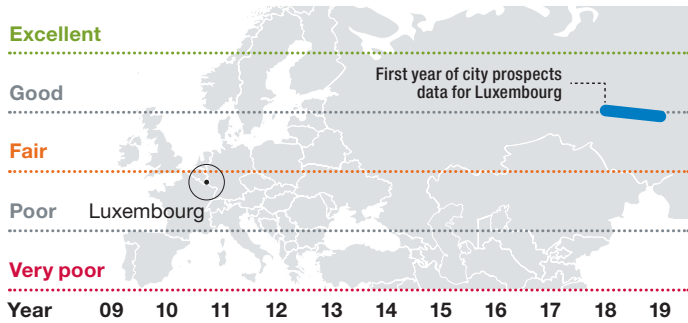 Excellent
Good
First year of city prospects
data for Luxembourg
Fair
Poor
Luxembourg
Very poor
Year 09 10 11 12 13 14 15 16 17 18 19